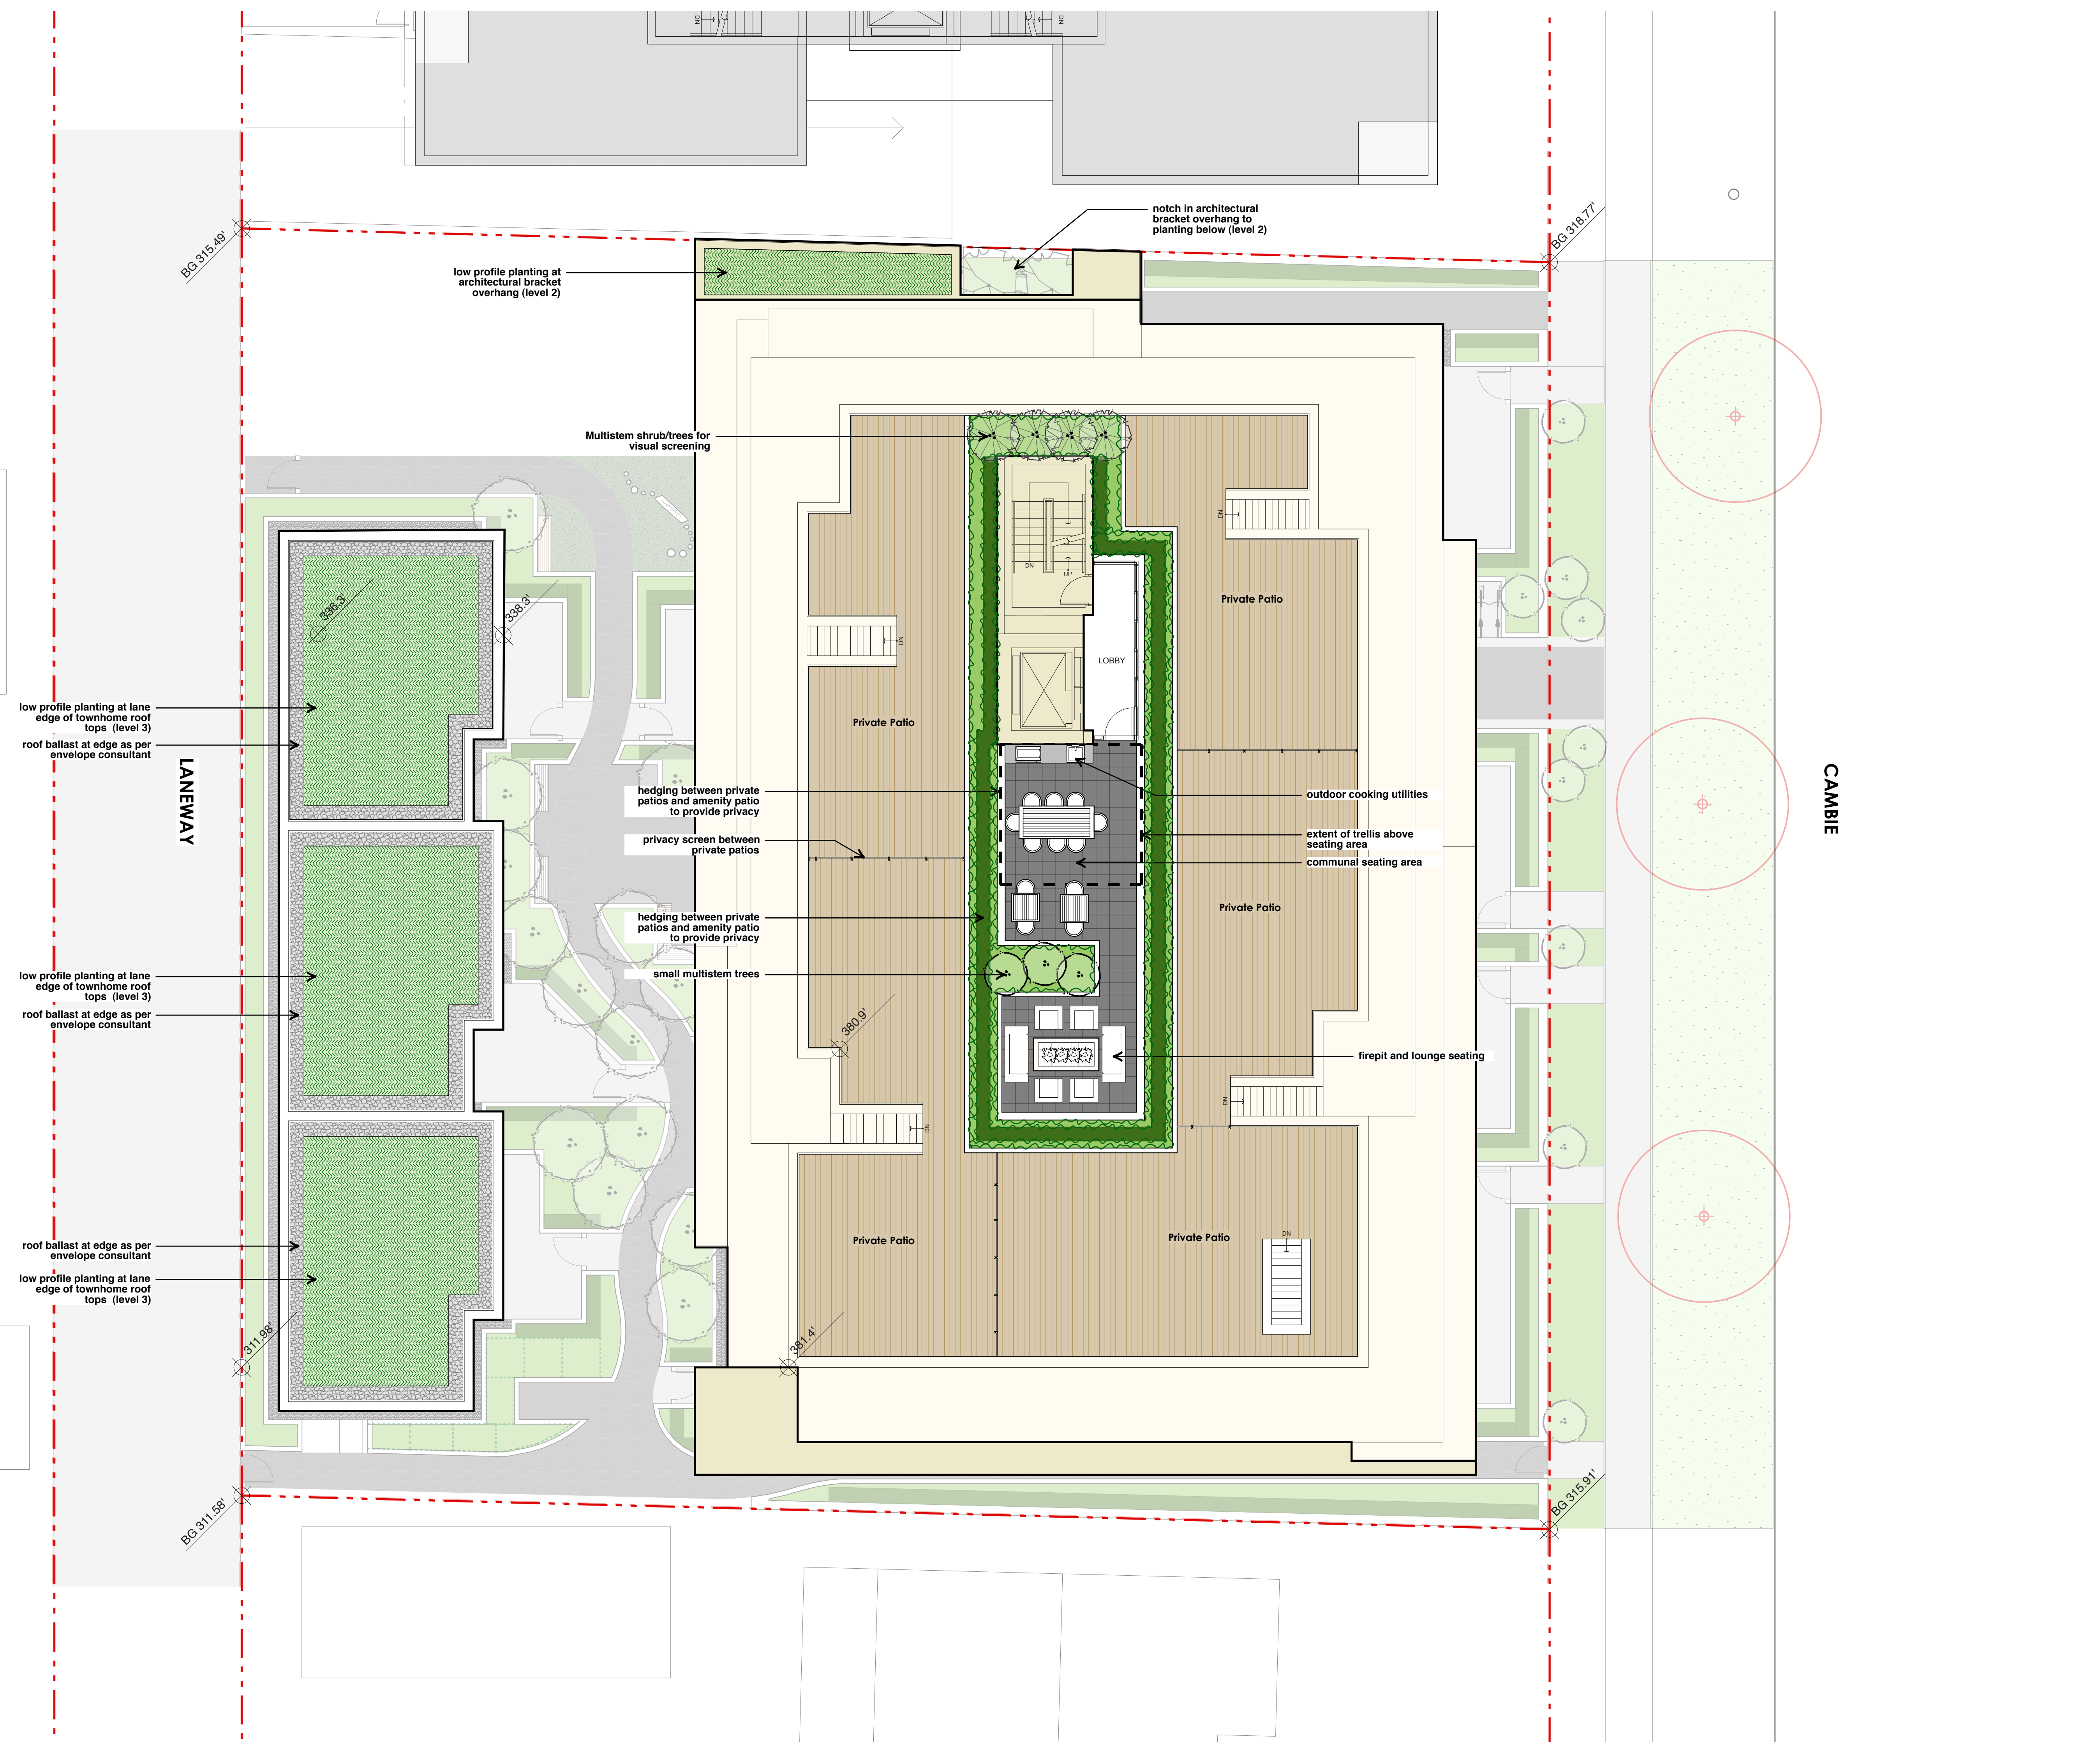 DN
DN
BG 315.49'
notch in architectural
bracket overhang to
planting below (level 2)
BG 318.77'
low profile planting at
architectural bracket
overhang (level 2)
Multistem shrub/trees for
visual screening
DN
DN
UP
336.3'
338.3'
Private Patio
DN
LOBBY
low profile planting at lane
edge of townhome roof
tops (level 3)
roof ballast at edge as per
envelope consultant
Private Patio
LANEWAY
CAMBIE
hedging between private
patios and amenity patio
to provide privacy
outdoor cooking utilities
privacy screen between
private patios
extent of trellis above
seating area
communal seating area
Private Patio
hedging between private
patios and amenity patio
to provide privacy
small multistem trees
low profile planting at lane
edge of townhome roof
tops (level 3)
roof ballast at edge as per
envelope consultant
380.9'
firepit and lounge seating
DN
DN
Private Patio
Private Patio
DN
roof ballast at edge as per
envelope consultant
low profile planting at lane
edge of townhome roof
tops (level 3)
311.98'
381.4'
BG 311.58'
BG 315.91'